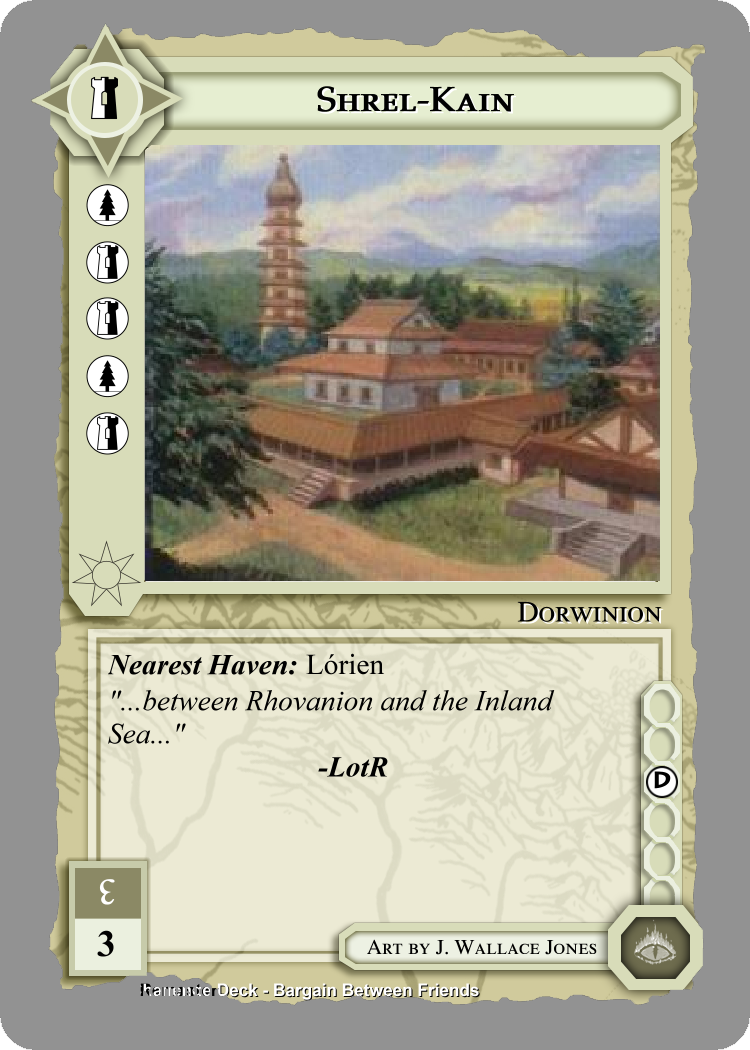 Shrel-Kain
Dorwinion
Nearest Haven: Lórien
"...between Rhovanion and the Inland
Sea..."
-LotR
D
ε
3
Art by J. Wallace Jones
Deck - Bargain Between Friends